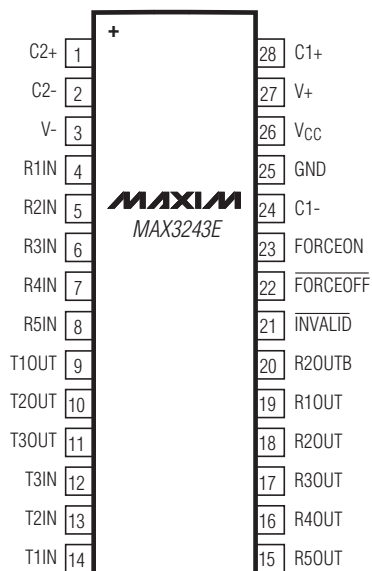 +
C2+ 1 28 C1+
C2- 2 27 V+
V- 3 26 VCC
R1IN 4 25 GND
R2IN 5 MAXIM 24 C1-
R3IN 6 MAX3243E 23 FORCEON
R4IN 7 22 FORCEOFF
R5IN 8 21 INVALID
T1OUT 9 20 R2OUTB
T2OUT 10 19 R1OUT
T3OUT 11 18 R2OUT
T3IN 12 17 R3OUT
T2IN 13 16 R4OUT
T1IN 14 15 R5OUT